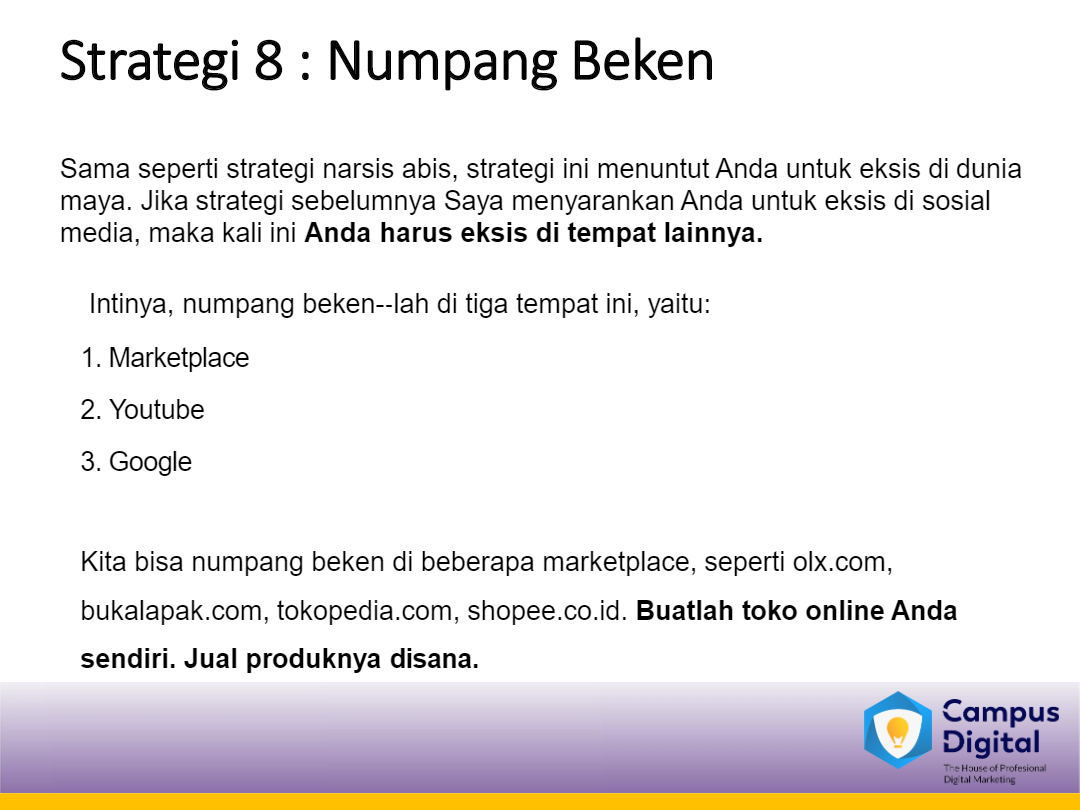 Strategi 8 : Numpang Beken
Sama seperti strategi narsis abis, strategi ini menuntut Anda untuk eksis di dunia
maya. Jika strategi sebelumnya Saya menyarankan Anda untuk eksis di sosial
media, maka kali ini Anda harus eksis di tempat lainnya.
Intinya, numpang beken--lah di tiga tempat ini, yaitu:
1. Marketplace
2. Youtube
3. Google
Kita bisa numpang beken di beberapa marketplace, seperti olx.com,
bukalapak.com, tokopedia.com, shopee.co.id. Buatlah toko online Anda
sendiri. Jual produknya disana.
Campus
Digital
The House of Profesional
Digital Marketing